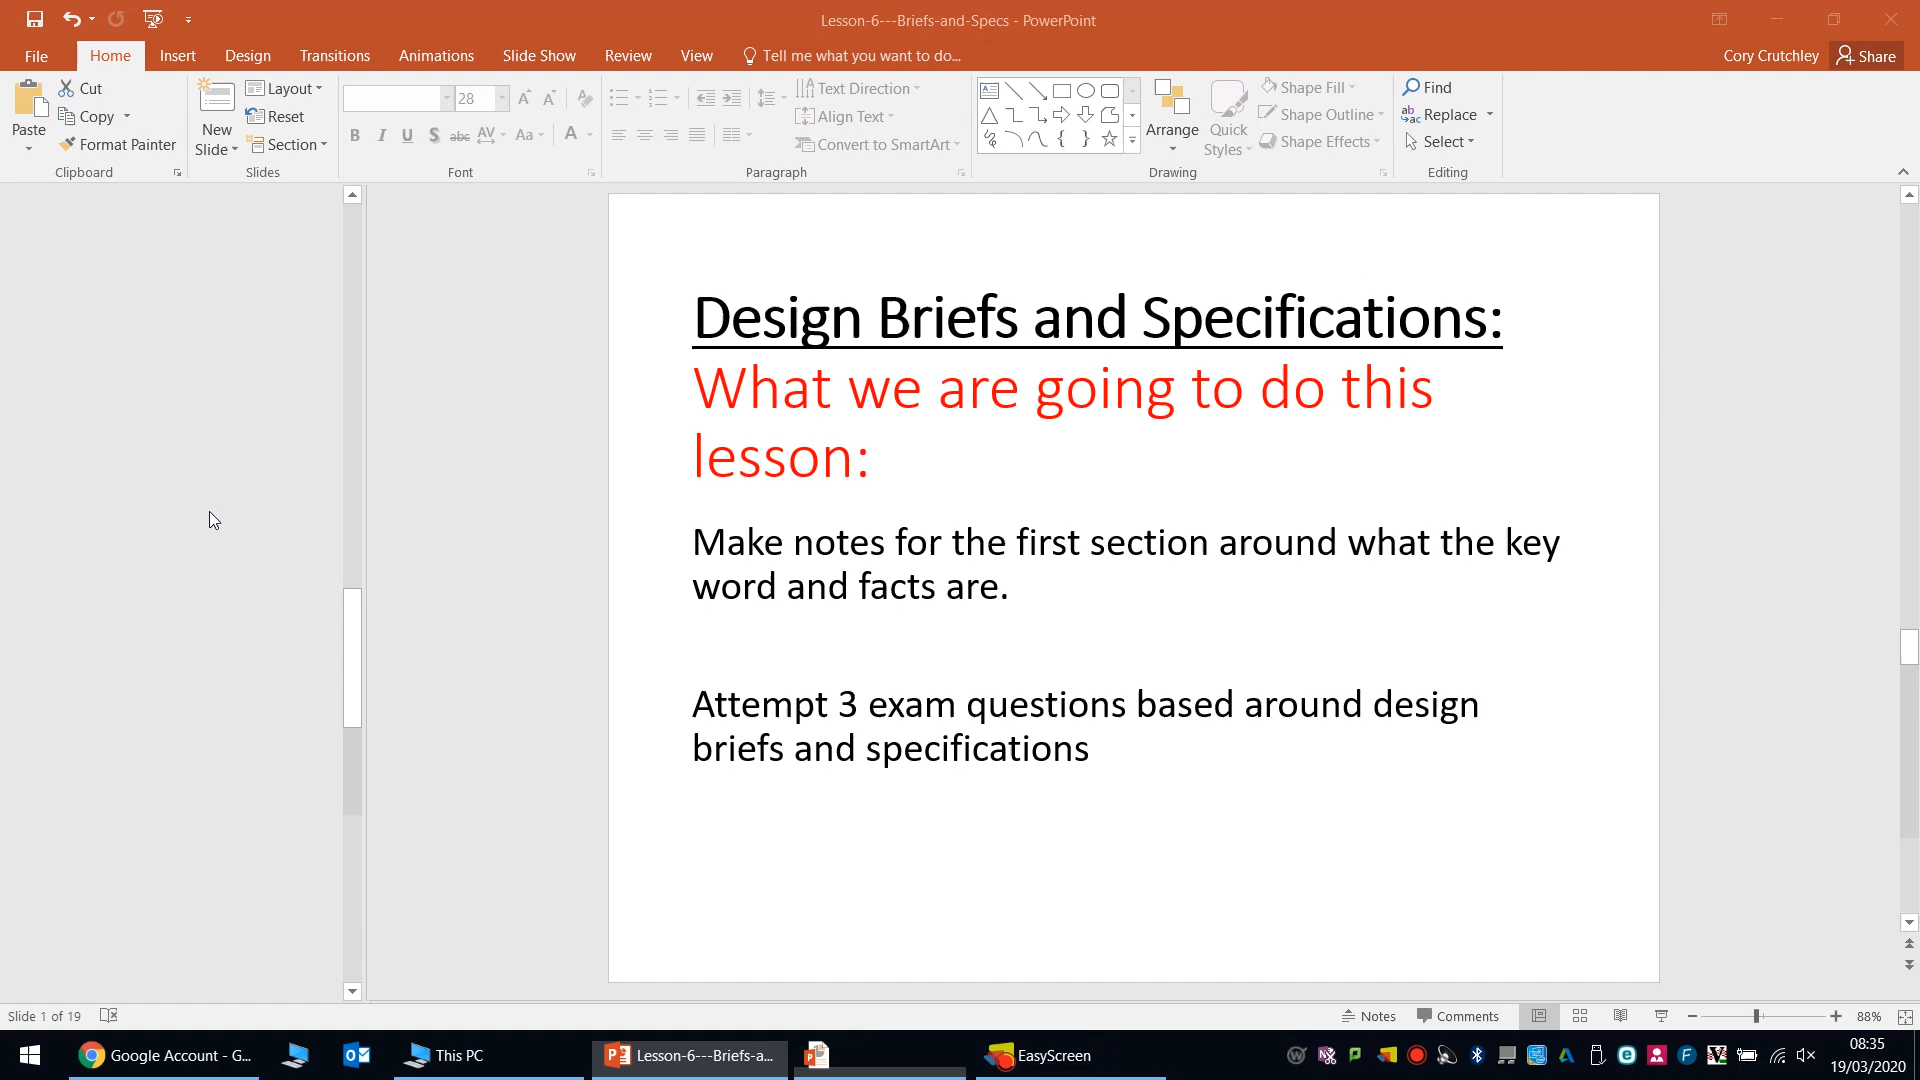 Lesson-6---Briefs-and-Specs - PowerPoint
File Home Insert Design Transitions Animations Slide Show Review View Tell me what you want to do... Cory Crutchley Share
Paste
Cut
Copy
Format Painter
Clipboard
New Slide
Layout
Reset
Section
Slides
28
B I U S abc AV Aa A
Font
Text Direction
Align Text
Convert to SmartArt
Paragraph
Arrange
Quick Styles
Shape Fill
Shape Outline
Shape Effects
Drawing
Find
Replace
Select
Editing
Design Briefs and Specifications:
What we are going to do this
lesson:
Make notes for the first section around what the key
word and facts are.
Attempt 3 exam questions based around design
briefs and specifications
Slide 1 of 19 Notes Comments 88%
Google Account - G... This PC Lesson-6---Briefs-a... EasyScreen
08:35
19/03/2020